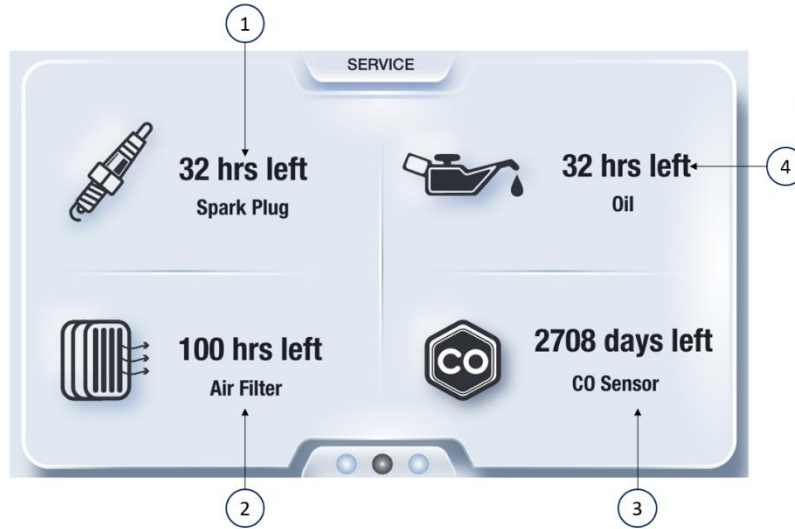 1
SERVICE
32 hrs left
Spark Plug
32 hrs left
Oil
4
100 hrs left
Air Filter
CO
2708 days left
CO Sensor
2
3